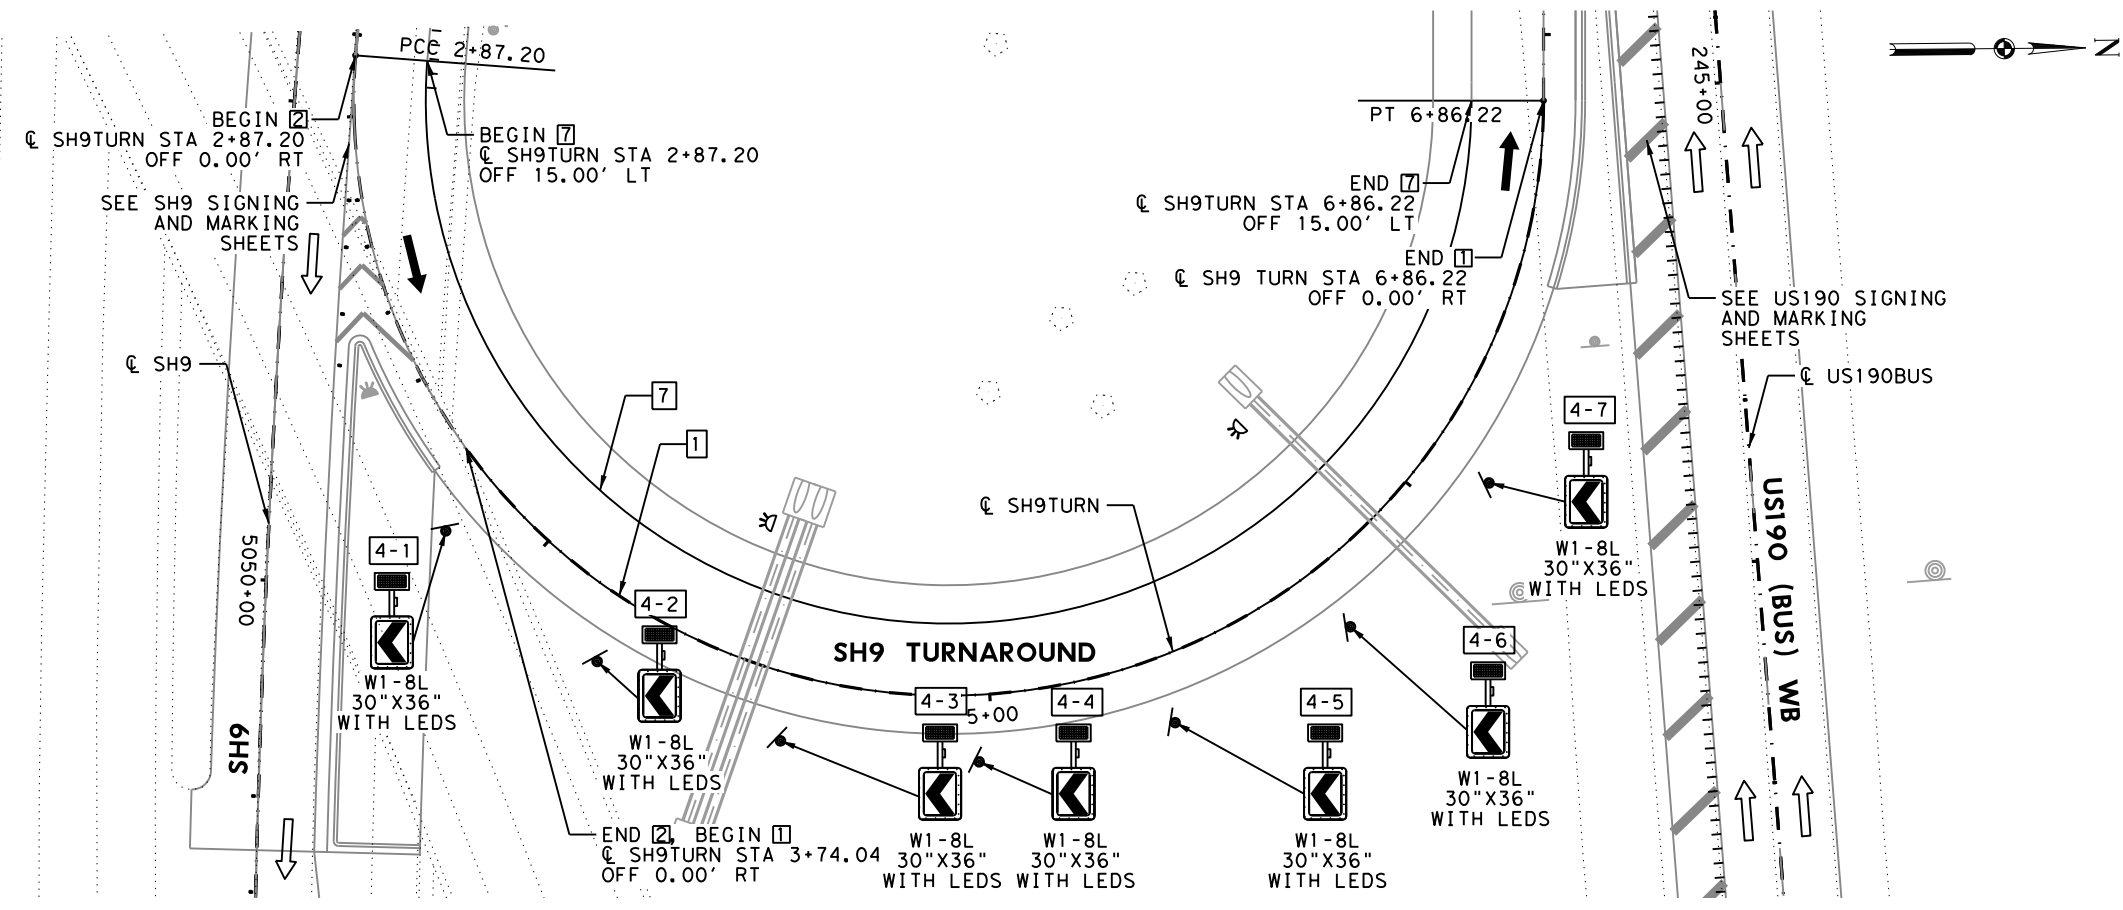 PCC 2+87.20
N
BEGIN 2
℄ SH9TURN STA 2+87.20
OFF 0.00' RT
BEGIN 7
℄ SH9TURN STA 2+87.20
OFF 15.00' LT
SEE SH9 SIGNING
AND MARKING
SHEETS
PT 6+86.22
245+00
END 7
℄ SH9TURN STA 6+86.22
OFF 15.00' LT
END 1
℄ SH9 TURN STA 6+86.22
OFF 0.00' RT
SEE US190 SIGNING
AND MARKING
SHEETS
℄ SH9
℄ US190BUS
7
1
4-7
W1-8L
30"X36"
WITH LEDS
℄ SH9TURN
5050+00
US190 (BUS) WB
4-1
W1-8L
30"X36"
WITH LEDS
4-2
W1-8L
30"X36"
WITH LEDS
SH9 TURNAROUND
4-6
W1-8L
30"X36"
WITH LEDS
SH9
4-3
5+00
4-4
4-5
END 2, BEGIN 1
℄ SH9TURN STA 3+74.04
OFF 0.00' RT
W1-8L
30"X36"
WITH LEDS
W1-8L
30"X36"
WITH LEDS
W1-8L
30"X36"
WITH LEDS